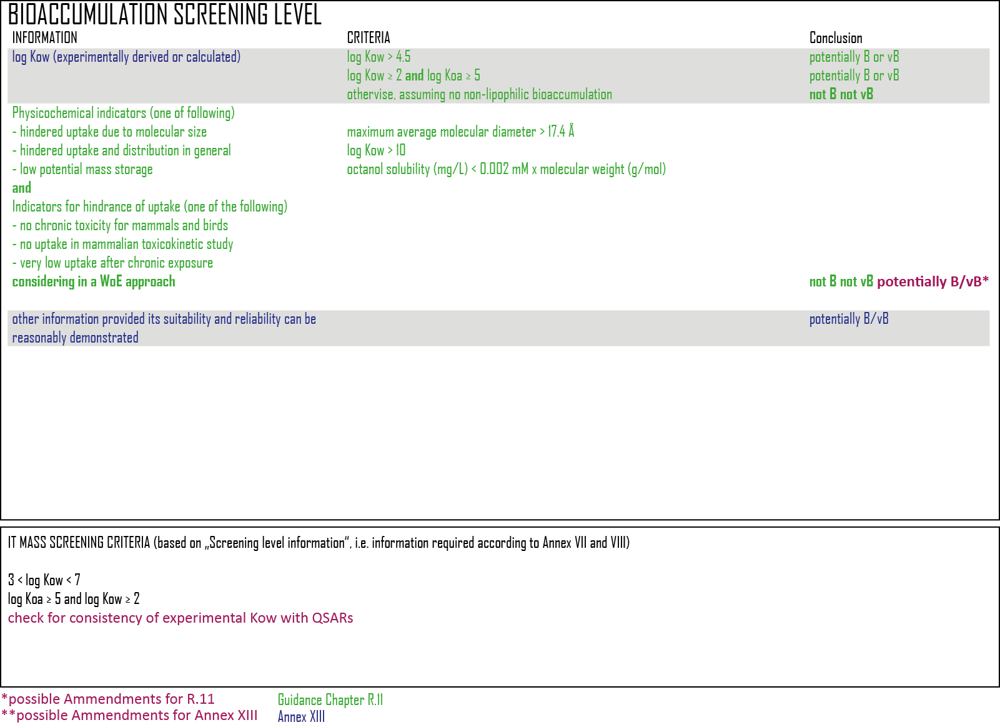 BIOACCUMULATION SCREENING LEVEL
INFORMATION CRITERIA Conclusion
log Kow (experimentally derived or calculated) log Kow > 4.5 potentially B or vB
log Kow ≥ 2 and log Koa ≥ 5 potentially B or vB
othervise, assuming no non-lipophilic bioaccumulation not B not vB
Physicochemical indicators (one of following)
- hindered uptake due to molecular size maximum average molecular diameter > 17.4 Å
- hindered uptake and distribution in general log Kow > 10
- low potential mass storage octanol solubility (mg/L) < 0.002 mM x molecular weight (g/mol)
and
Indicators for hindrance of uptake (one of the following)
- no chronic toxicity for mammals and birds
- no uptake in mammalian toxicokinetic study
- very low uptake after chronic exposure
considering in a WoE approach not B not vB potentially B/vB*
other information provided its suitability and reliability can be potentially B/vB
reasonably demonstrated
IT MASS SCREENING CRITERIA (based on „Screening level information“, i.e. information required according to Annex VII and VIII)
3 < log Kow < 7
log Koa ≥ 5 and log Kow ≥ 2
check for consistency of experimental Kow with QSARs
*possible Ammendments for R.11 Guidance Chapter R.11
**possible Ammendments for Annex XIII Annex XIII